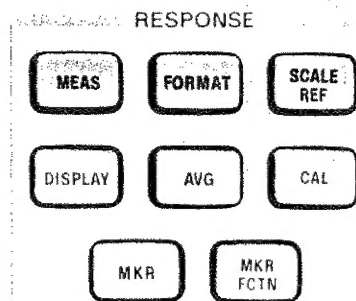 RESPONSE
MEAS FORMAT SCALE REF
DISPLAY AVG CAL
MKR MKR FCTN